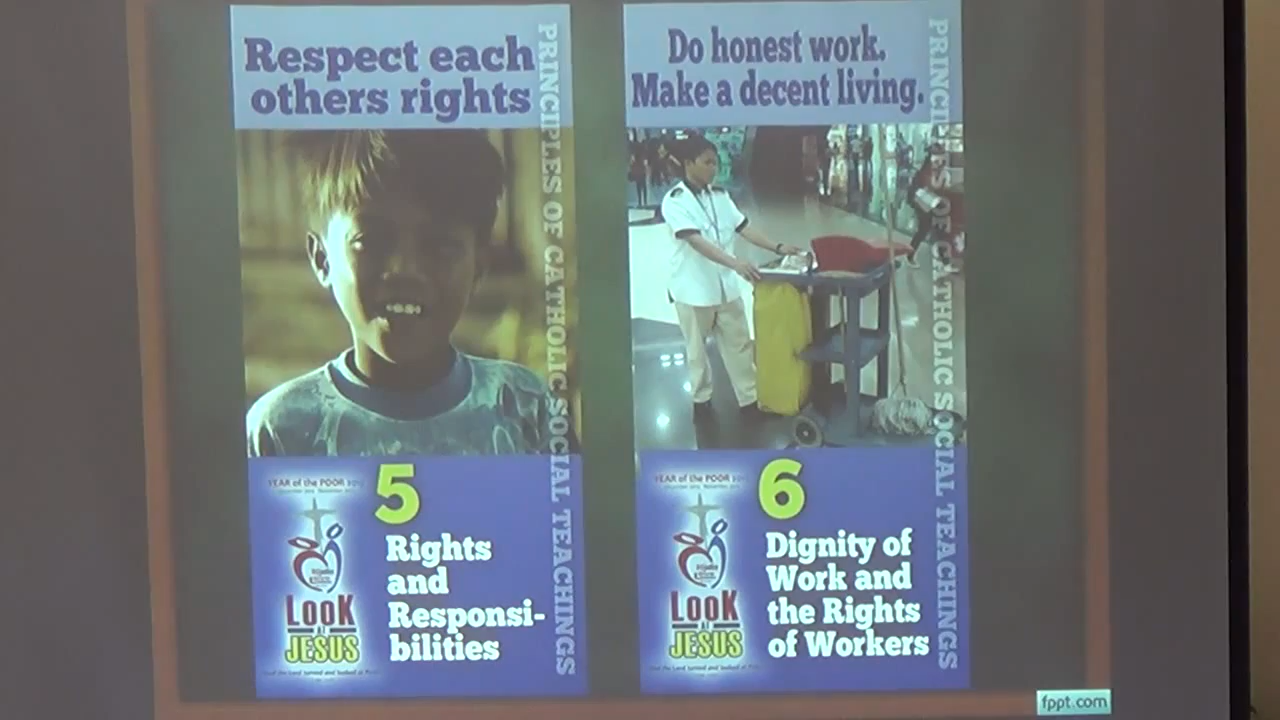 Respect each
others rights
PRINCIPLES OF CATHOLIC SOCIAL TEACHINGS
YEAR of the POOR
5
Rights
and
Responsi-
bilities
LOOK
AT
JESUS
Do honest work.
Make a decent living.
PRINCIPLES OF CATHOLIC SOCIAL TEACHINGS
YEAR of the POOR
6
Dignity of
Work and
the Rights
of Workers
LOOK
AT
JESUS
fppt.com